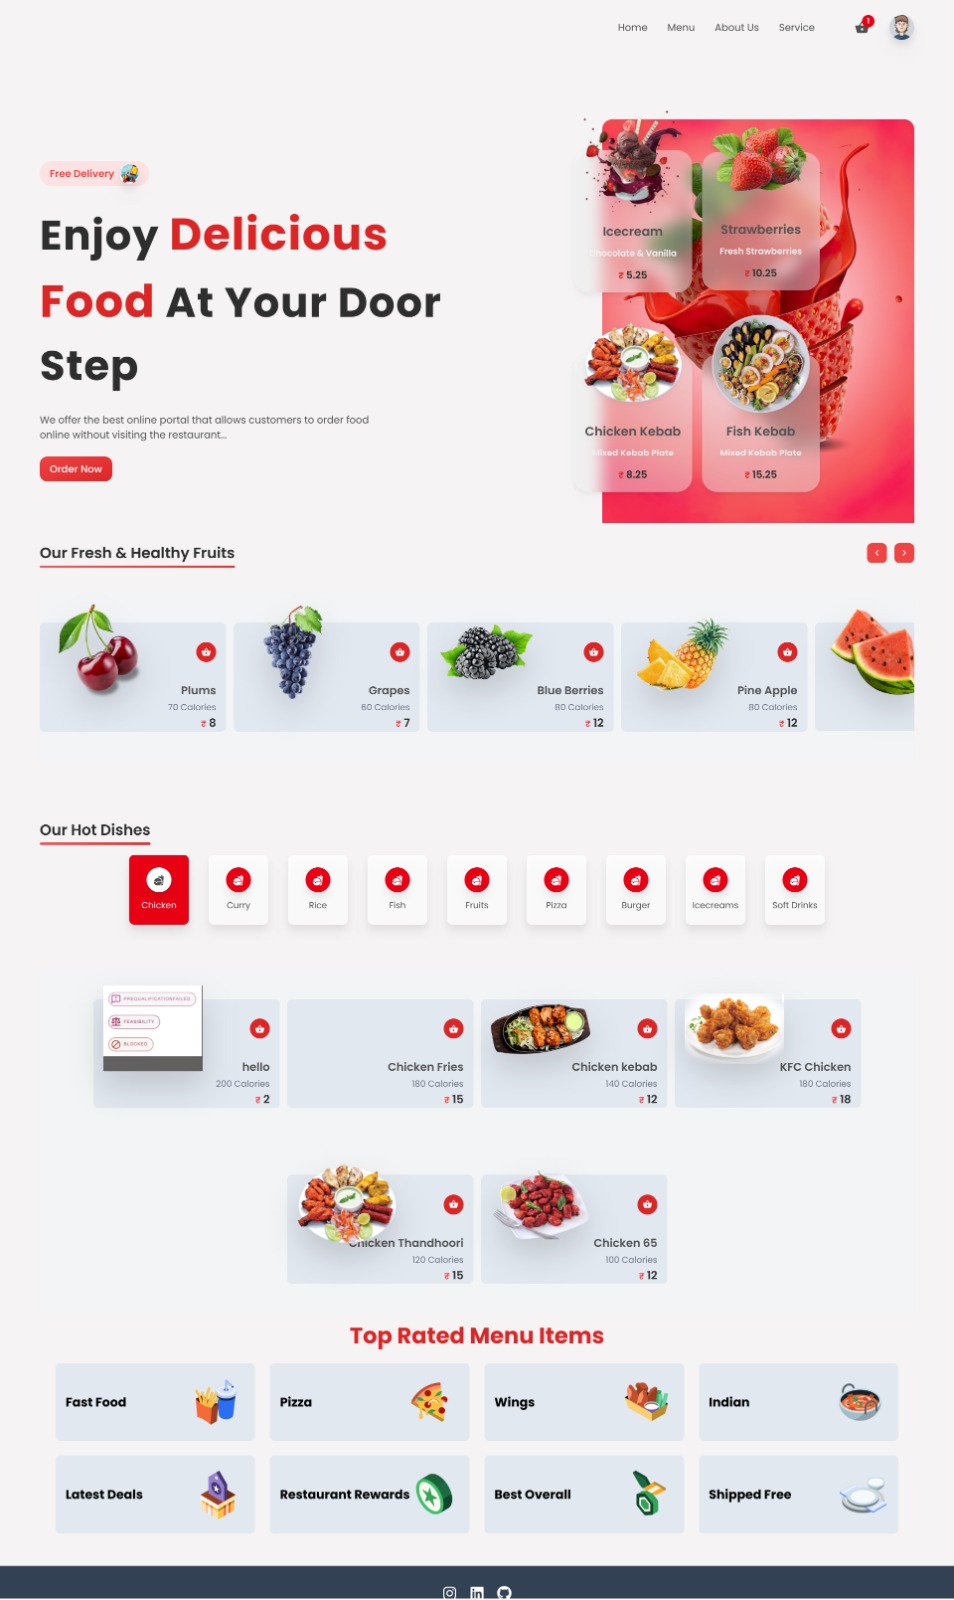 Home Menu About Us Service 1
Free Delivery
Enjoy Delicious
Food At Your Door
Step
We offer the best online portal that allows customers to order food
online without visiting the restaurant...
Order Now
Icecream
Chocolate & Vanilla
₹ 5.25
Strawberries
Fresh Strawberries
₹ 10.25
Chicken Kebab
Mixed Kebab Plate
₹ 8.25
Fish Kebab
Mixed Kebab Plate
₹ 15.25
Our Fresh & Healthy Fruits
Plums
70 Calories
₹ 8
Grapes
60 Calories
₹ 7
Blue Berries
80 Calories
₹ 12
Pine Apple
80 Calories
₹ 12
Our Hot Dishes
Chicken Curry Rice Fish Fruits Pizza Burger Icecreams Soft Drinks
PREQUALIFICATIONFAILED
FEASIBILITY
BLOCKED
hello
200 Calories
₹ 2
Chicken Fries
180 Calories
₹ 15
Chicken kebab
140 Calories
₹ 12
KFC Chicken
180 Calories
₹ 18
Chicken Thandhoori
120 Calories
₹ 15
Chicken 65
100 Calories
₹ 12
Top Rated Menu Items
Fast Food Pizza Wings Indian
Latest Deals Restaurant Rewards Best Overall Shipped Free